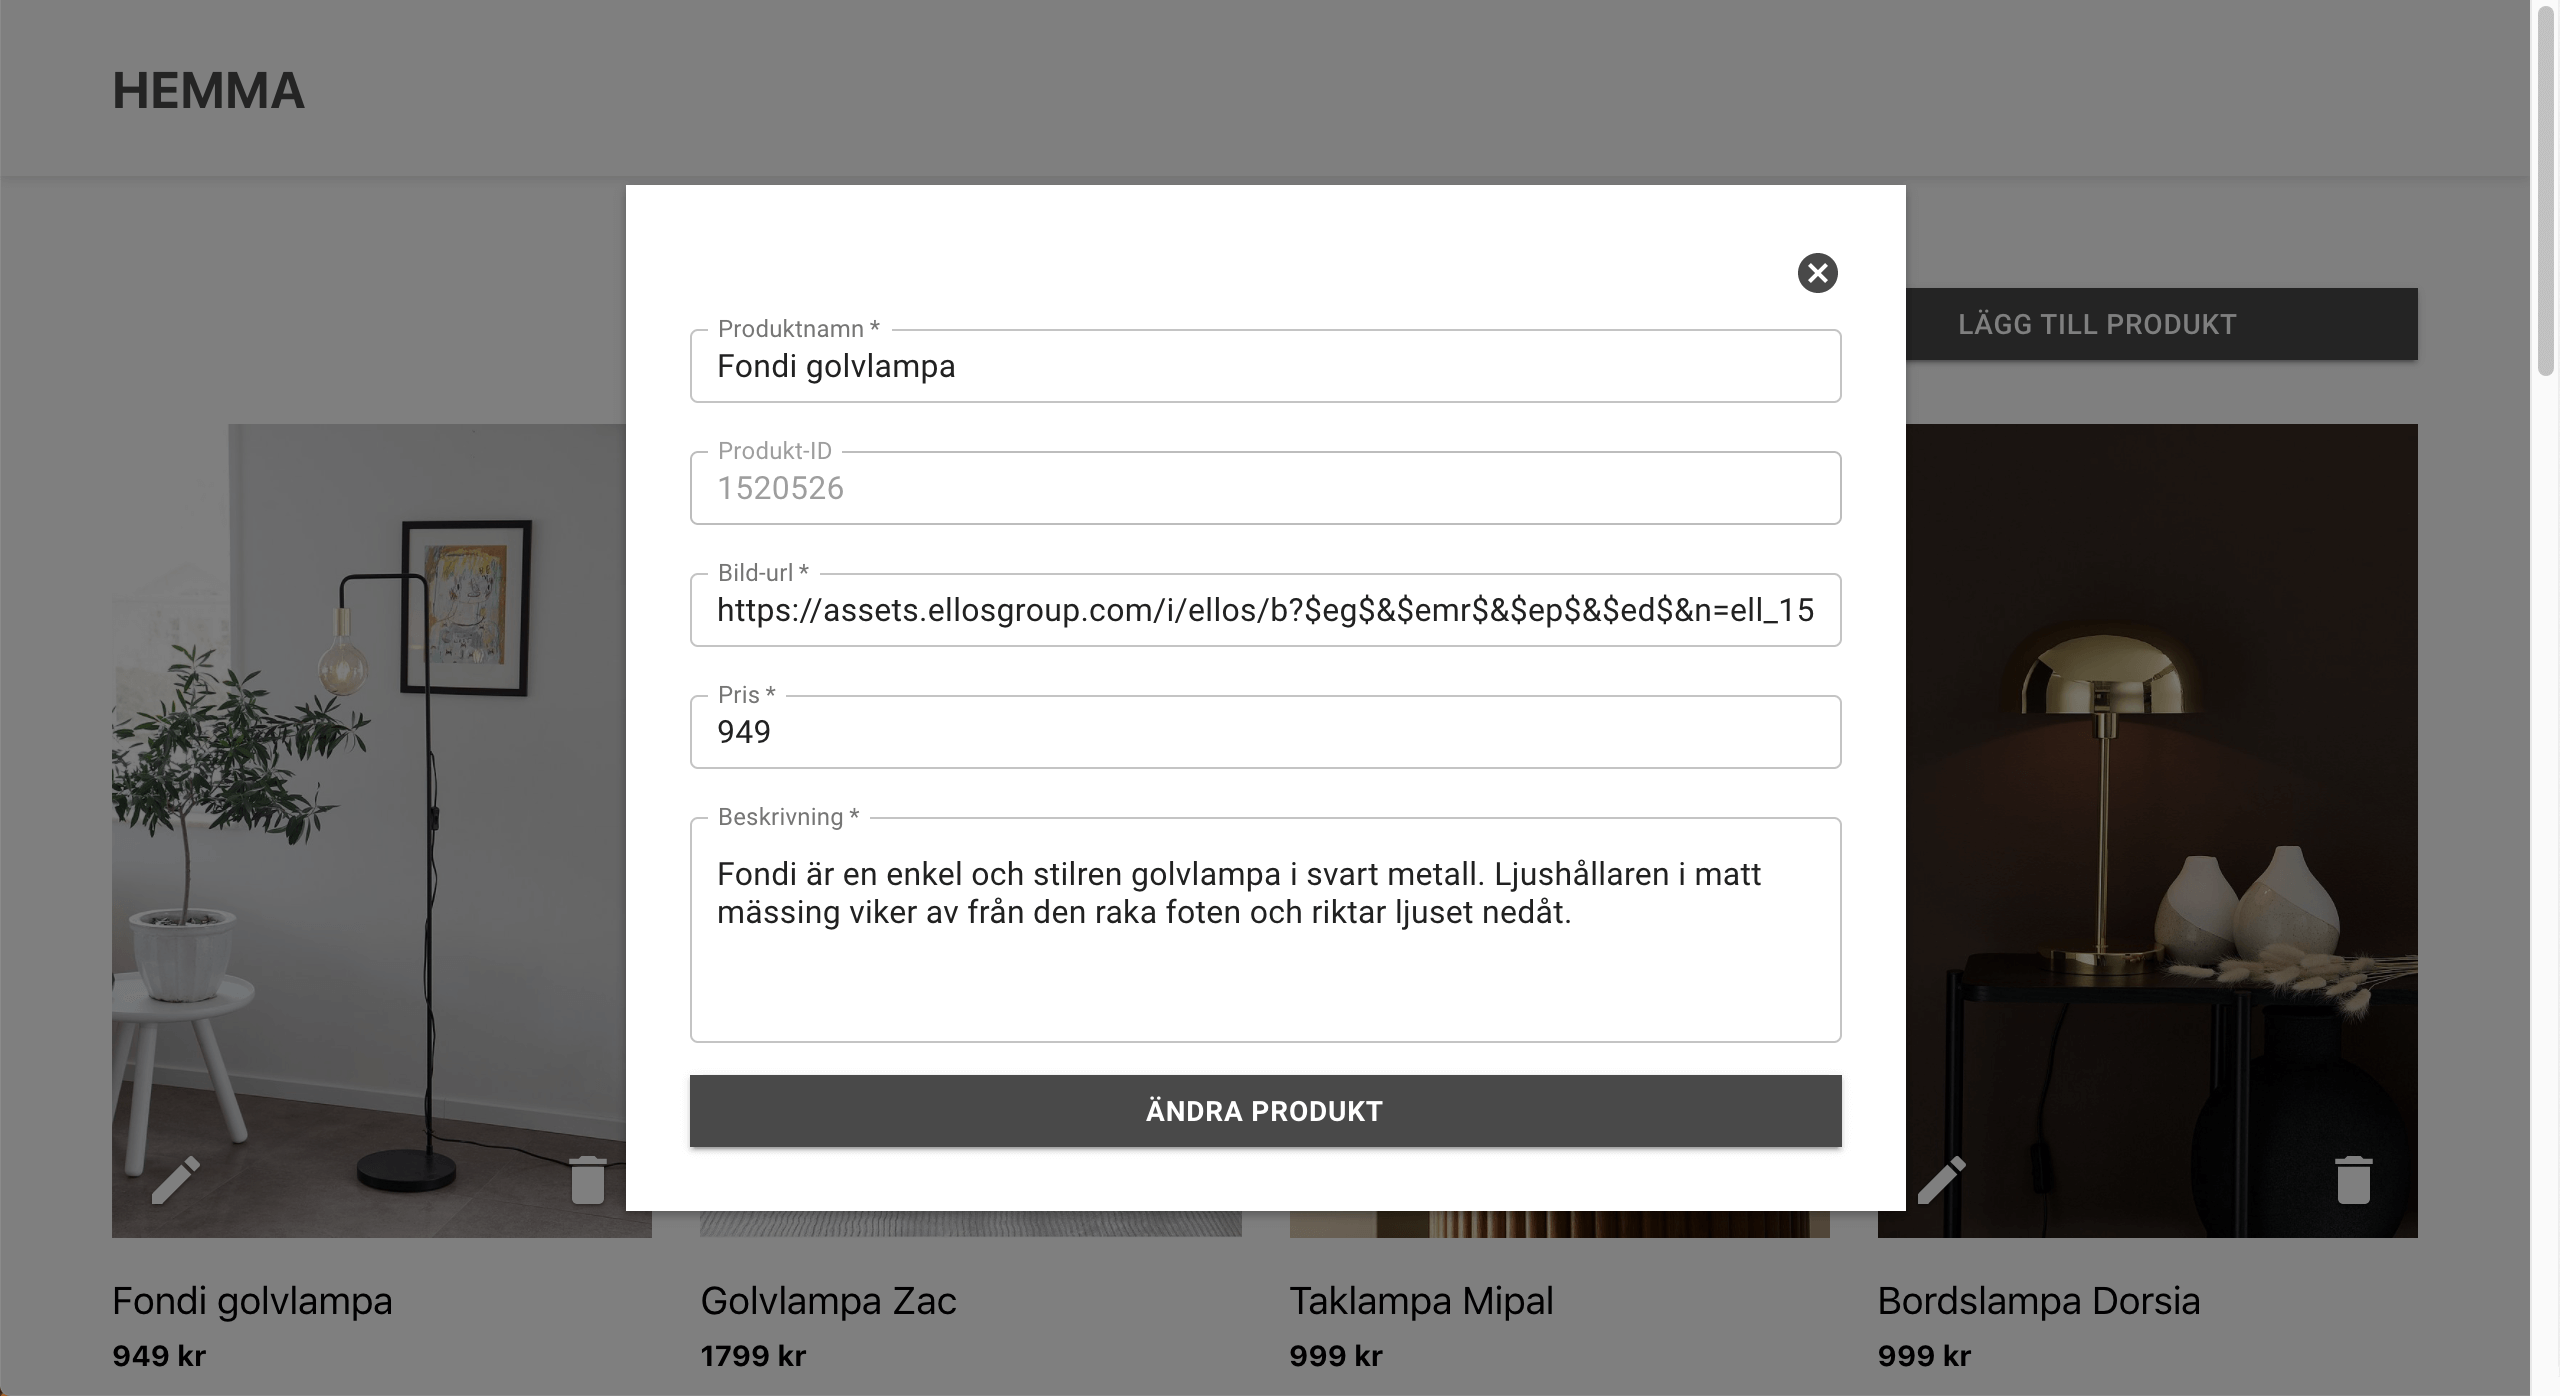 HEMMA
LÄGG TILL PRODUKT
Produktnamn *
Fondi golvlampa
Produkt-ID
1520526
Bild-url *
https://assets.ellosgroup.com/i/ellos/b?$eg$&$emr$&$ep$&$ed$&n=ell_15
Pris *
949
Beskrivning *
Fondi är en enkel och stilren golvlampa i svart metall. Ljushållaren i matt
mässing viker av från den raka foten och riktar ljuset nedåt.
ÄNDRA PRODUKT
Fondi golvlampa
949 kr
Golvlampa Zac
1799 kr
Taklampa Mipal
999 kr
Bordslampa Dorsia
999 kr